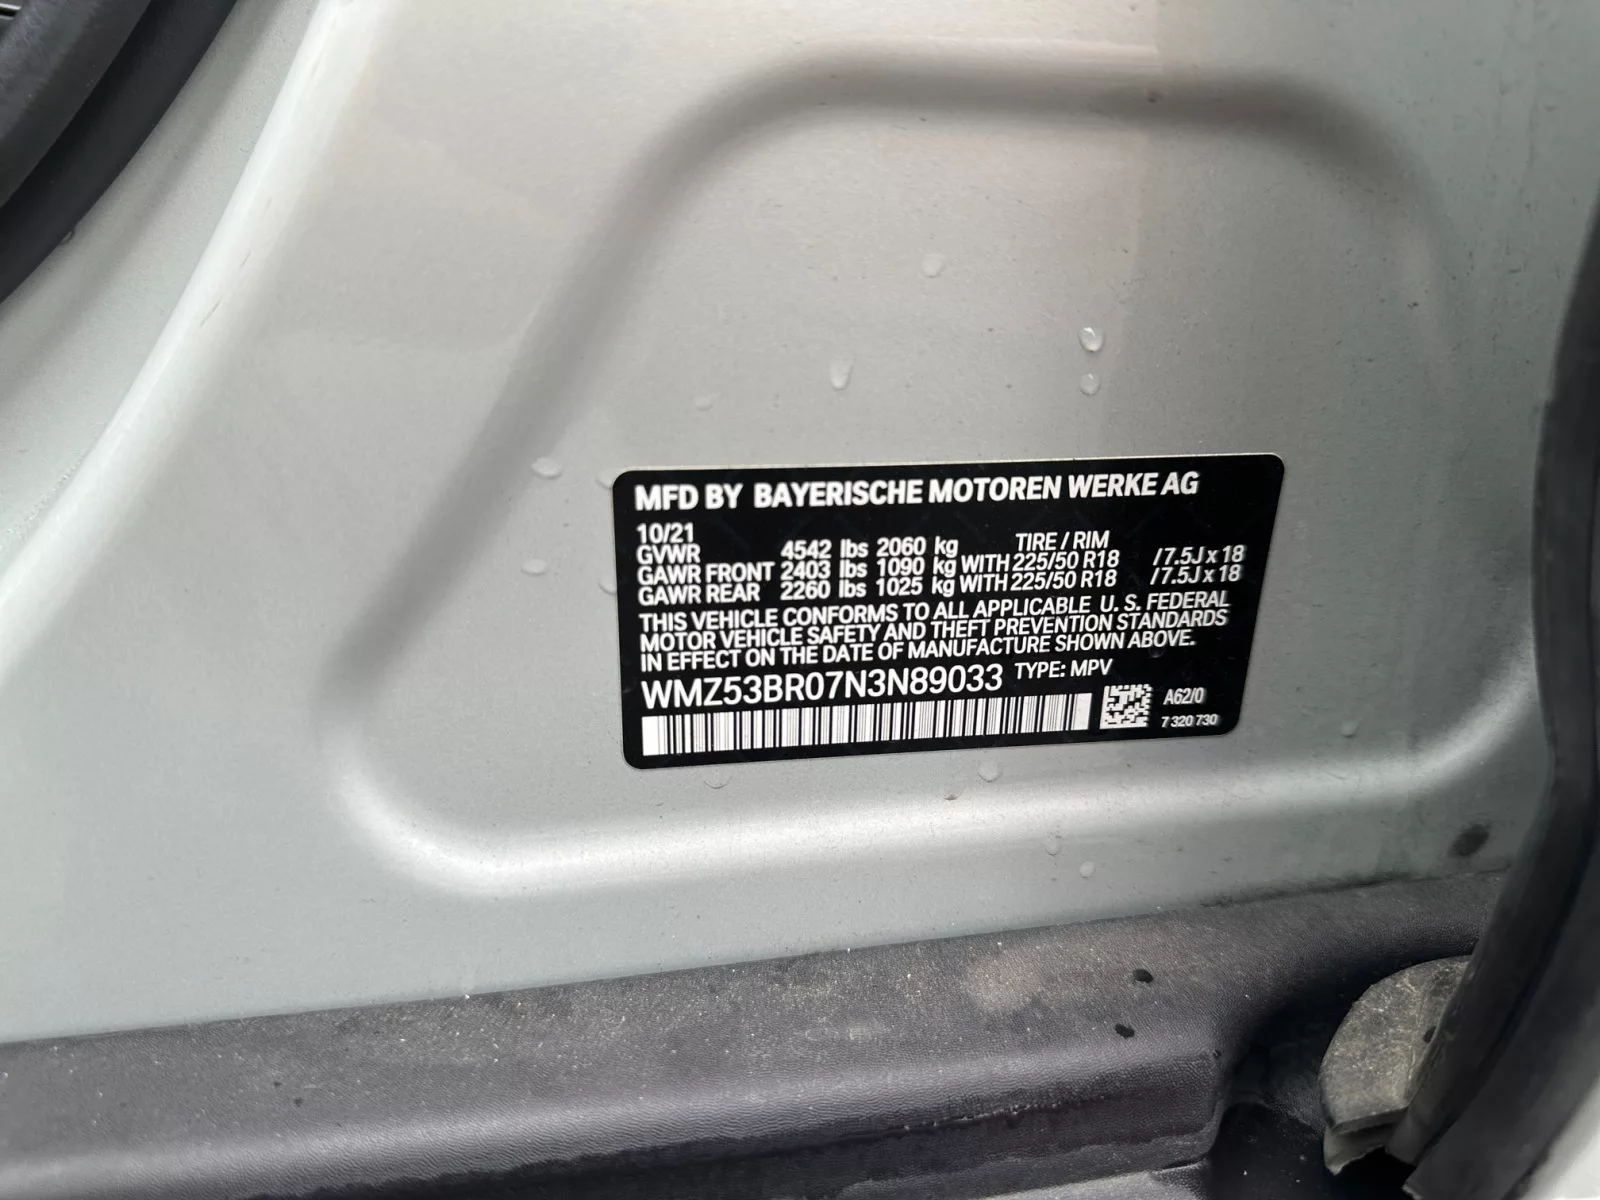 MFD BY BAYERISCHE MOTOREN WERKE AG
10/21 TIRE / RIM
GVWR 4542 lbs 2060 kg
GAWR FRONT 2403 lbs 1090 kg WITH 225/50 R18 /7.5J x 18
GAWR REAR 2260 lbs 1025 kg WITH 225/50 R18 /7.5J x 18
THIS VEHICLE CONFORMS TO ALL APPLICABLE U. S. FEDERAL
MOTOR VEHICLE SAFETY AND THEFT PREVENTION STANDARDS
IN EFFECT ON THE DATE OF MANUFACTURE SHOWN ABOVE.
WMZ53BR07N3N89033 TYPE: MPV
A62/0
7 320 730